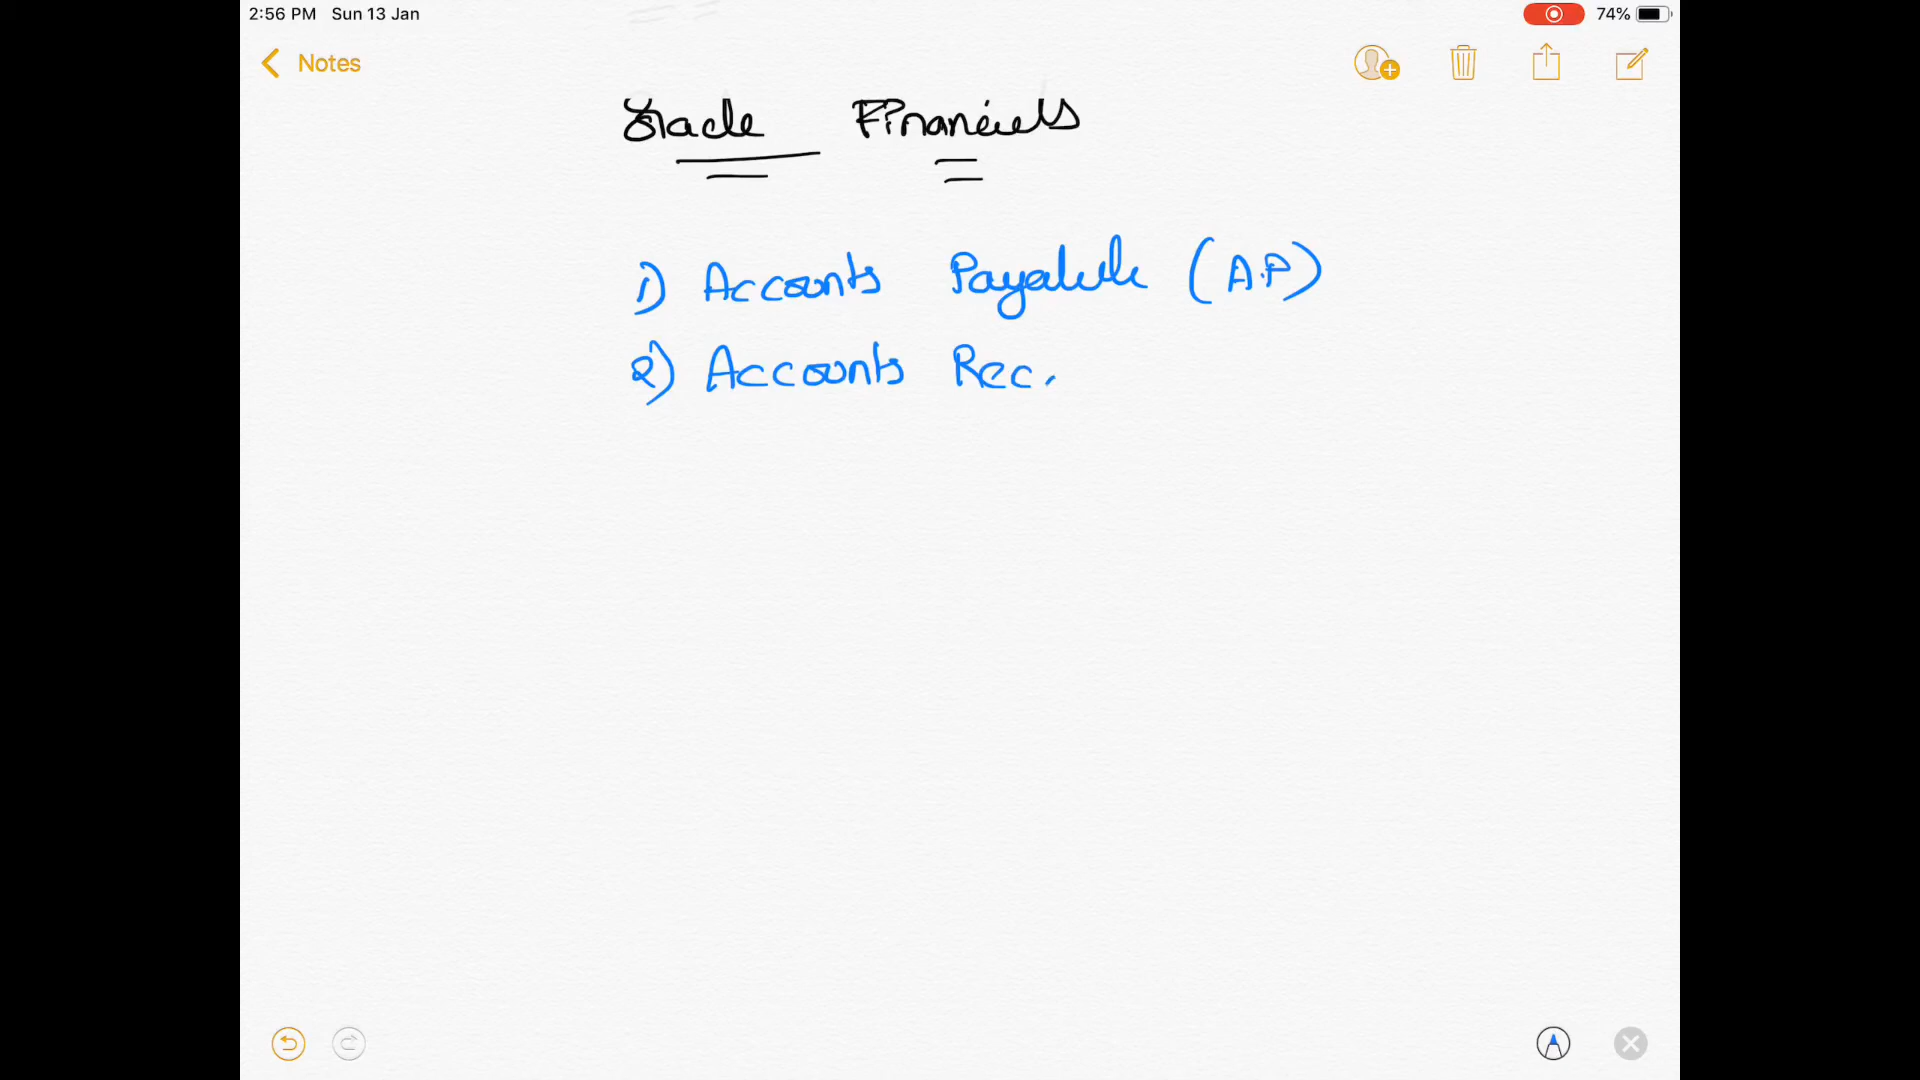 2:56 PM Sun 13 Jan 74%
Notes
Oracle Financials
1) Accounts Payable (A.P)
2) Accounts Rec